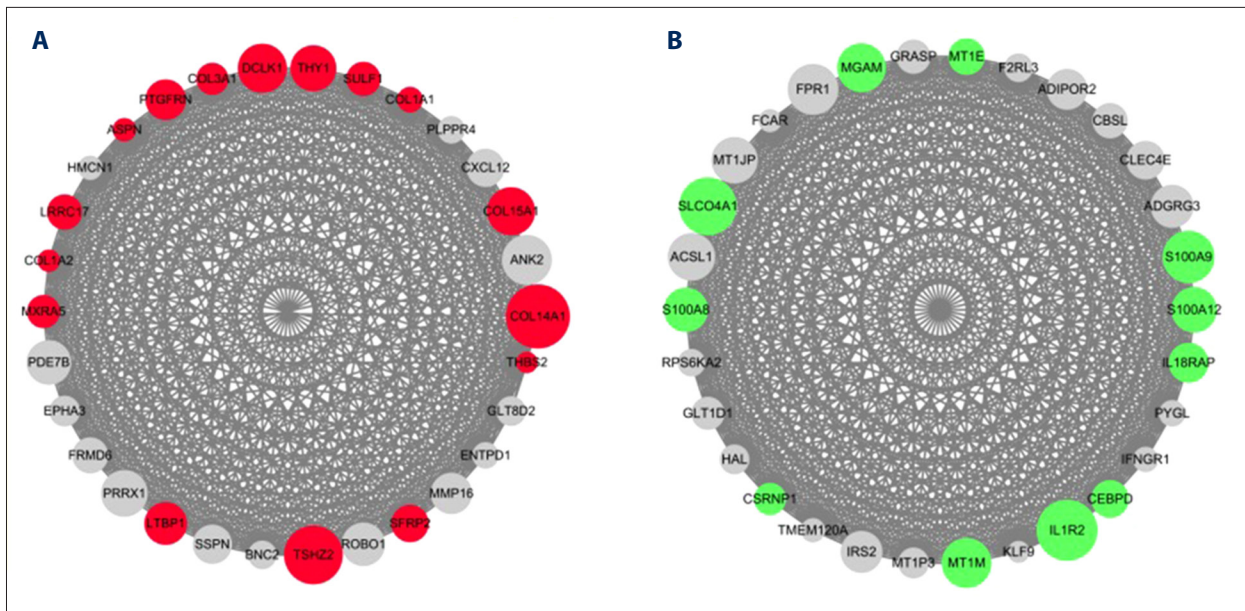 A
DCLK1
THY1
SULF1
COL1A1
PLPPR4
CXCL12
COL15A1
ANK2
COL14A1
THBS2
GLT8D2
ENTPD1
MMP16
SFRP2
ROBO1
TSHZ2
BNC2
SSPN
LTBP1
PRRX1
FRMD6
EPHA3
PDE7B
MXRA5
COL1A2
LRRC17
HMCN1
ASPN
PTGFRN
COL3A1
B
GRASP
MT1E
F2RL3
ADIPOR2
CBSL
CLEC4E
ADGRG3
S100A9
S100A12
IL18RAP
PYGL
IFNGR1
CEBPD
IL1R2
KLF9
MT1M
MT1P3
IRS2
TMEM120A
CSRNP1
HAL
GLT1D1
RPS6KA2
S100A8
ACSL1
SLCO4A1
MT1JP
FCAR
FPR1
MGAM